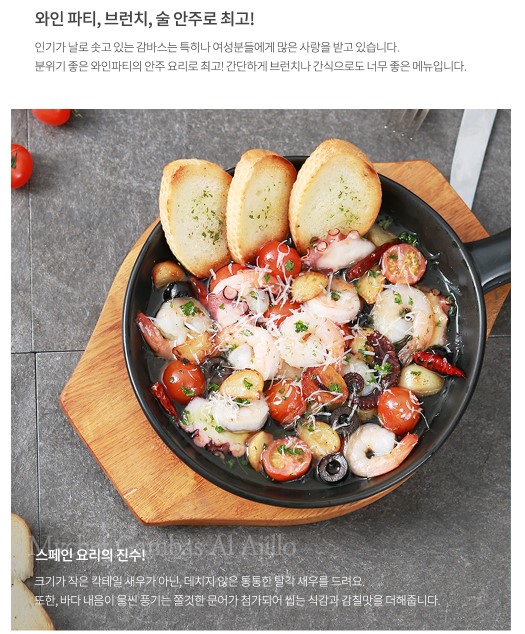 와인 파티, 브런치, 술 안주로 최고!
인기가 날로 솟고 있는 감바스는 특히나 여성분들에게 많은 사랑을 받고 있습니다.
분위기 좋은 와인파티의 안주 요리로 최고! 간단하게 브런치나 간식으로도 너무 좋은 메뉴입니다.
Mychef Gambas Al Ajillo
스페인 요리의 진수!
크기가 작은 칵테일 새우가 아닌, 데치지 않은 통통한 탈각 새우를 드려요.
또한, 바다 내음이 물씬 풍기는 쫄깃한 문어가 첨가되어 씹는 식감과 감칠맛을 더해줍니다.